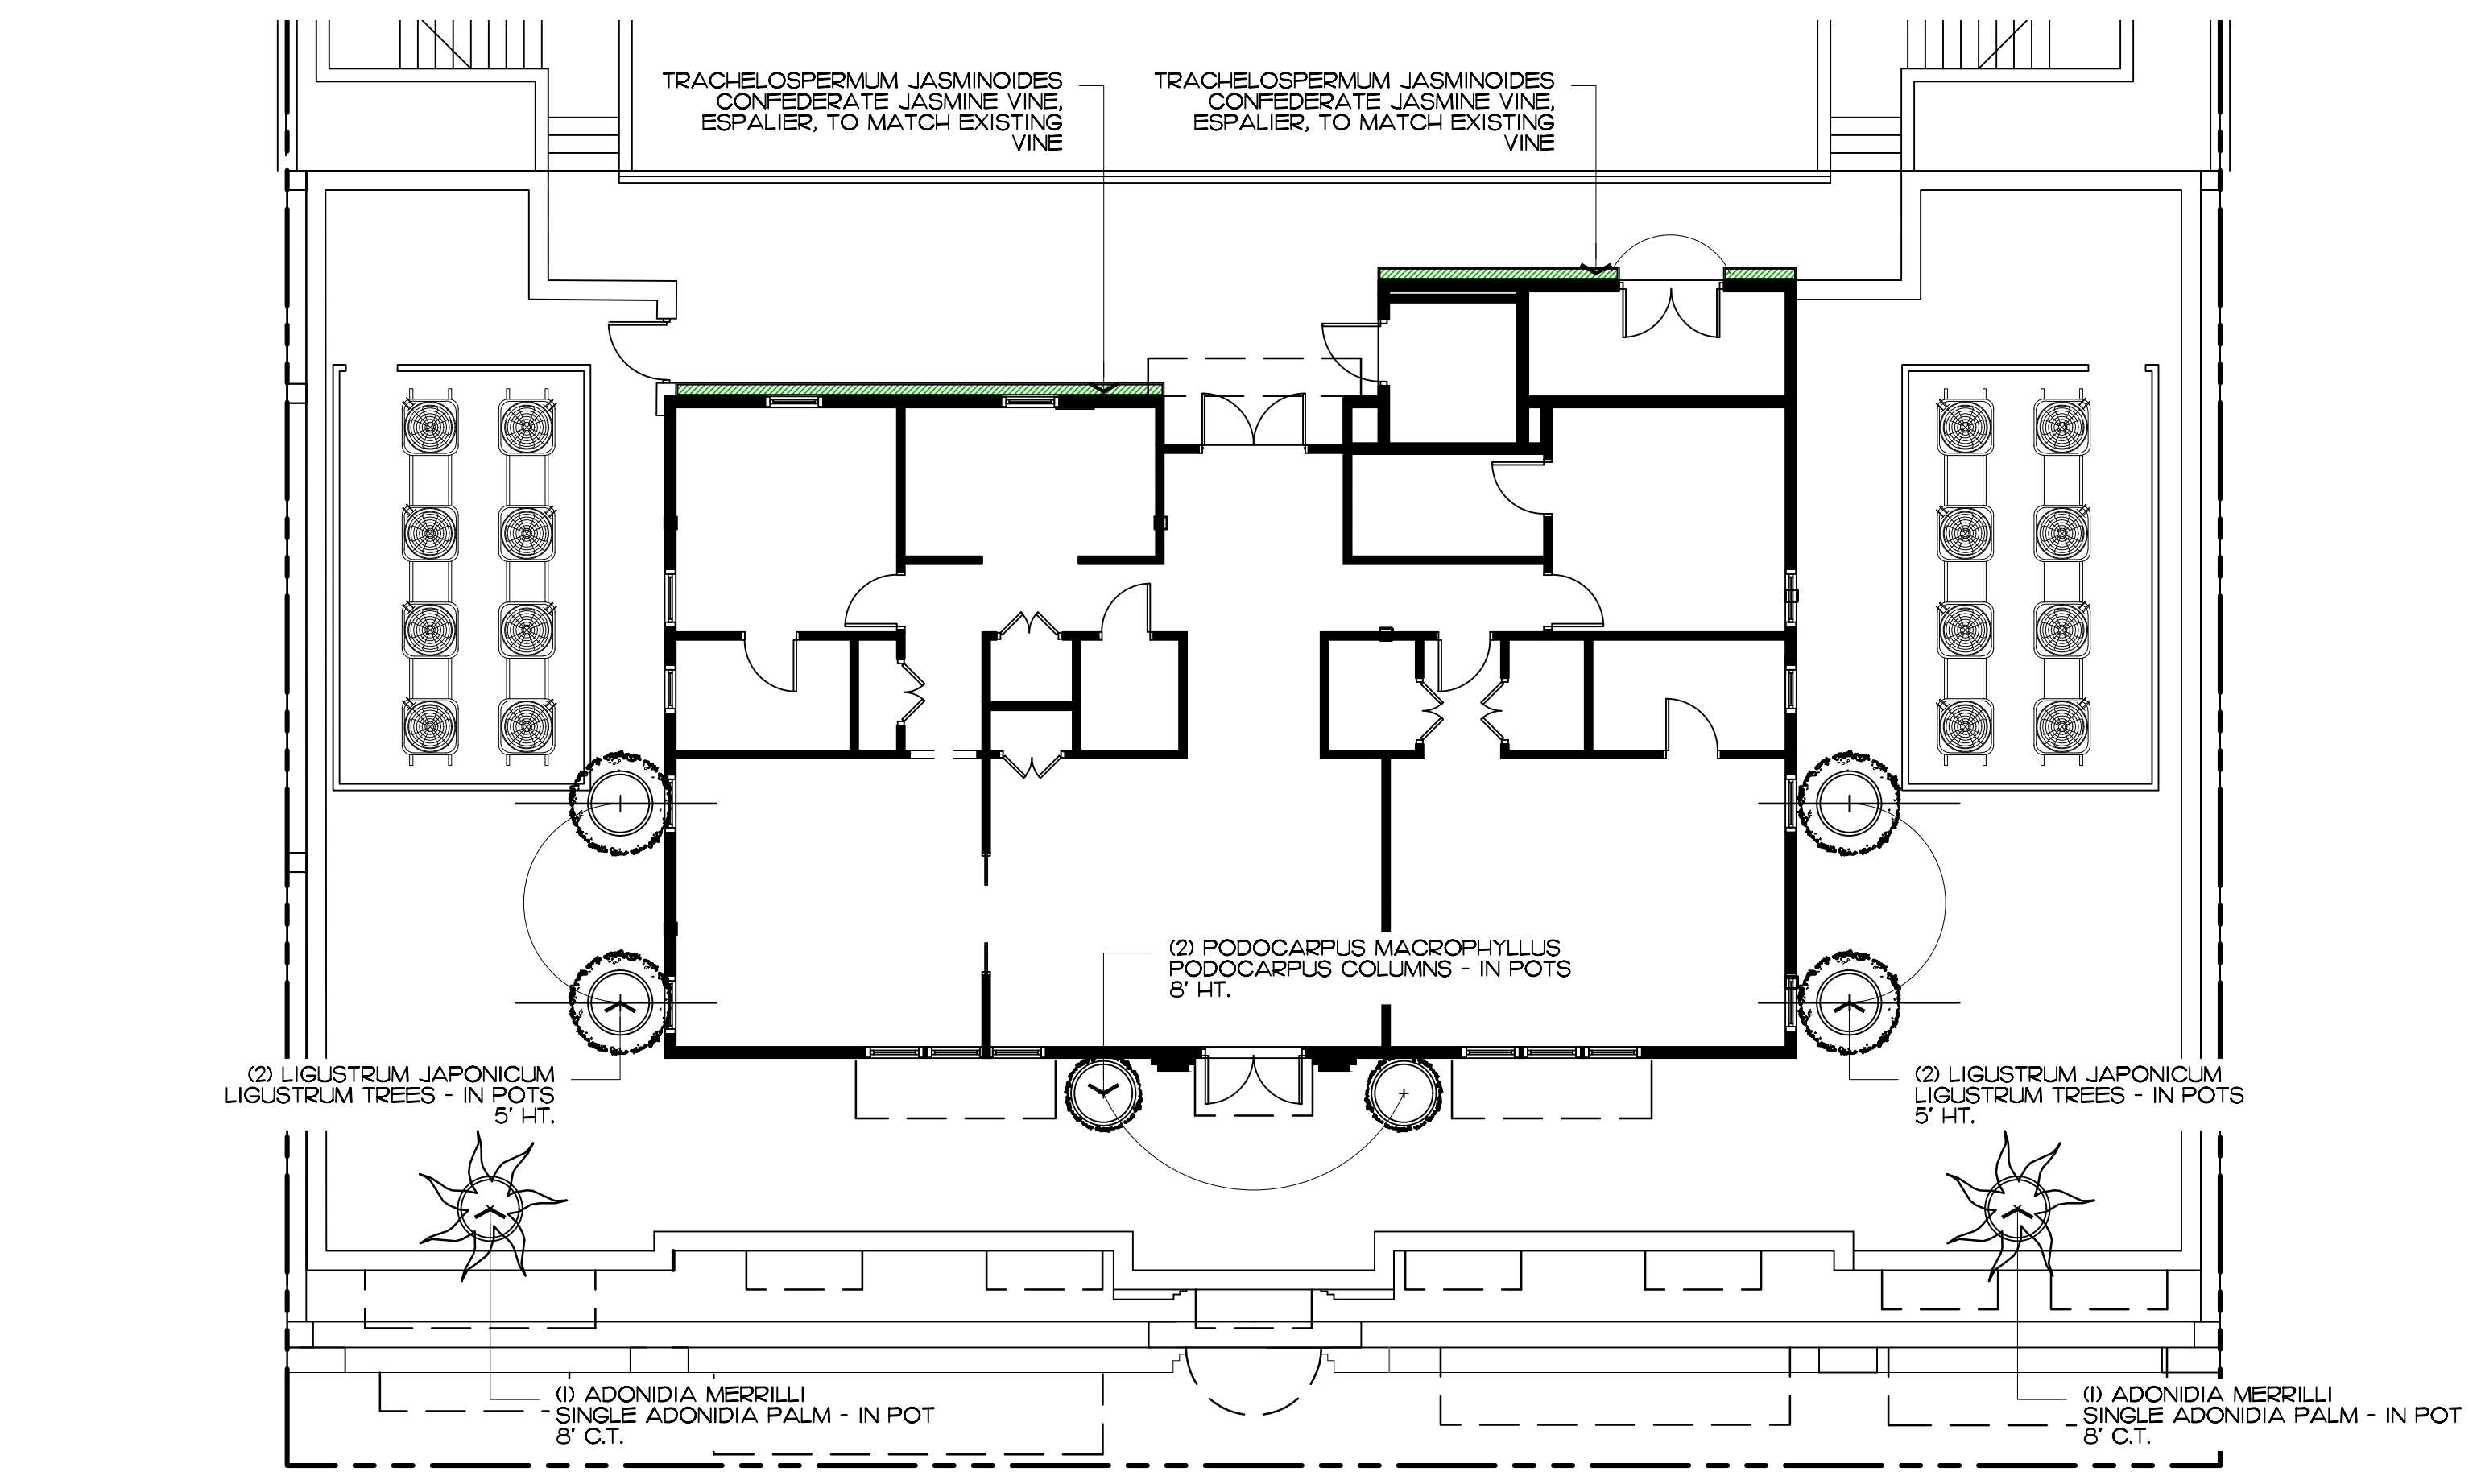 TRACHELOSPERMUM JASMINOIDES
CONFEDERATE JASMINE VINE,
ESPALIER, TO MATCH EXISTING
VINE
TRACHELOSPERMUM JASMINOIDES
CONFEDERATE JASMINE VINE,
ESPALIER, TO MATCH EXISTING
VINE
(2) PODOCARPUS MACROPHYLLUS
PODOCARPUS COLUMNS - IN POTS
8' HT.
(2) LIGUSTRUM JAPONICUM
LIGUSTRUM TREES - IN POTS
5' HT.
(2) LIGUSTRUM JAPONICUM
LIGUSTRUM TREES - IN POTS
5' HT.
(1) ADONIDIA MERRILLI
SINGLE ADONIDIA PALM - IN POT
8' C.T.
(1) ADONIDIA MERRILLI
SINGLE ADONIDIA PALM - IN POT
8' C.T.